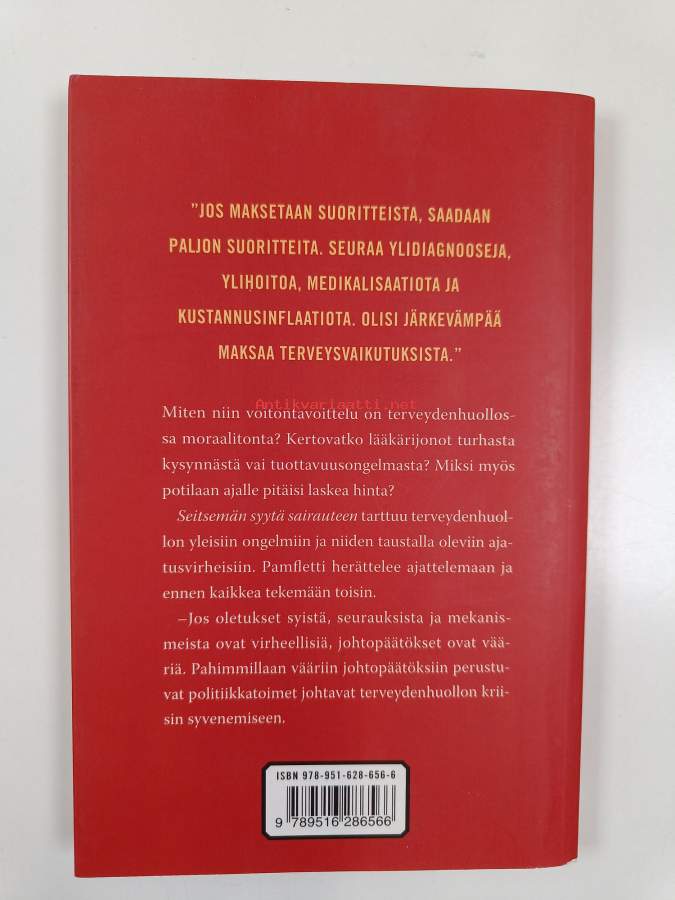 ”JOS MAKSETAAN SUORITTEISTA, SAADAAN
PALJON SUORITTEITA. SEURAA YLIDIAGNOOSEJA,
YLIHOITOA, MEDIKALISAATIOTA JA
KUSTANNUSINFLAATIOTA. OLISI JÄRKEVÄMPÄÄ
MAKSAA TERVEYSVAIKUTUKSISTA.”
Antikvariaatti.net
Miten niin voitontavoittelu on terveydenhuollos-
sa moraalitonta? Kertovatko lääkärijonot turhasta
kysynnästä vai tuottavuusongelmasta? Miksi myös
potilaan ajalle pitäisi laskea hinta?
Seitsemän syytä sairauteen tarttuu terveydenhuol-
lon yleisiin ongelmiin ja niiden taustalla oleviin aja-
tusvirheisiin. Pamfletti herättelee ajattelemaan ja
ennen kaikkea tekemään toisin.
–Jos oletukset syistä, seurauksista ja mekanis-
meista ovat virheellisiä, johtopäätökset ovat vää-
riä. Pahimmillaan vääriin johtopäätöksiin perustu-
vat politiikkatoimet johtavat terveydenhuollon krii-
sin syvenemiseen.
ISBN 978-951-628-656-6
9 789516 286566